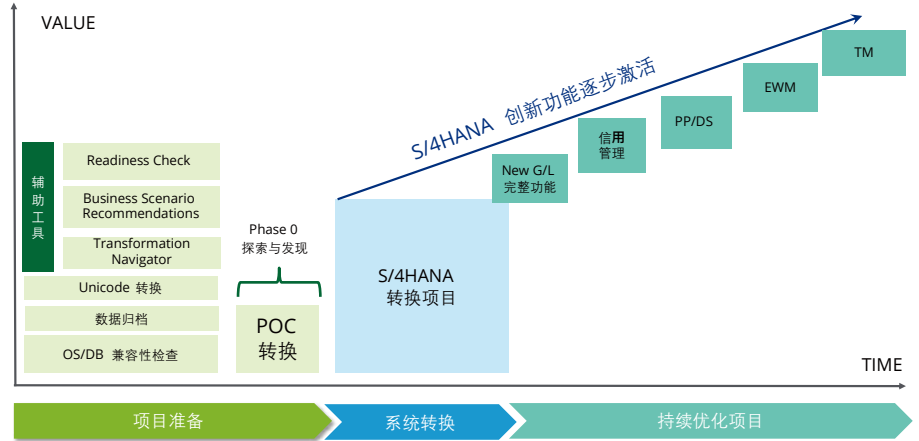 VALUE
S/4HANA 创新功能逐步激活
TM
EWM
PP/DS
信用
管理
New G/L
完整功能
辅
助
工
具
Readiness Check
Business Scenario
Recommendations
Transformation
Navigator
Unicode 转换
数据归档
OS/DB 兼容性检查
Phase 0
探索与发现
POC
转换
S/4HANA
转换项目
TIME
项目准备
系统转换
持续优化项目